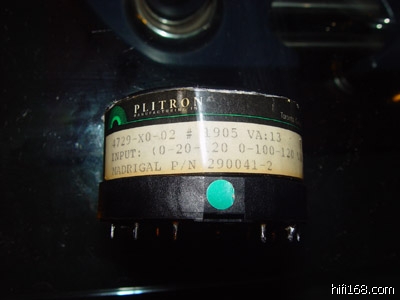 PLITRON
MANUFACTURING
4729-X0-02 # 1905 VA:13
INPUT: (0-20- 120 0-100-120
MADRIGAL P/N 290041-2
hifi168.com